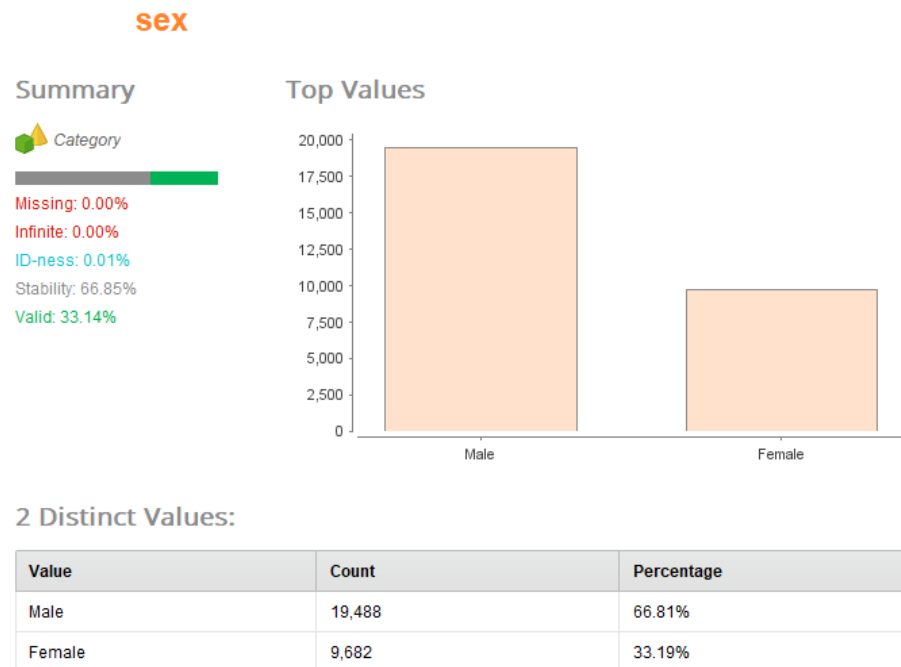 sex
Summary
Category
Missing: 0.00%
Infinite: 0.00%
ID-ness: 0.01%
Stability: 66.85%
Valid: 33.14%
Top Values
20,000
17,500
15,000
12,500
10,000
7,500
5,000
2,500
0
Male Female
2 Distinct Values:
Value Count Percentage
Male 19,488 66.81%
Female 9,682 33.19%